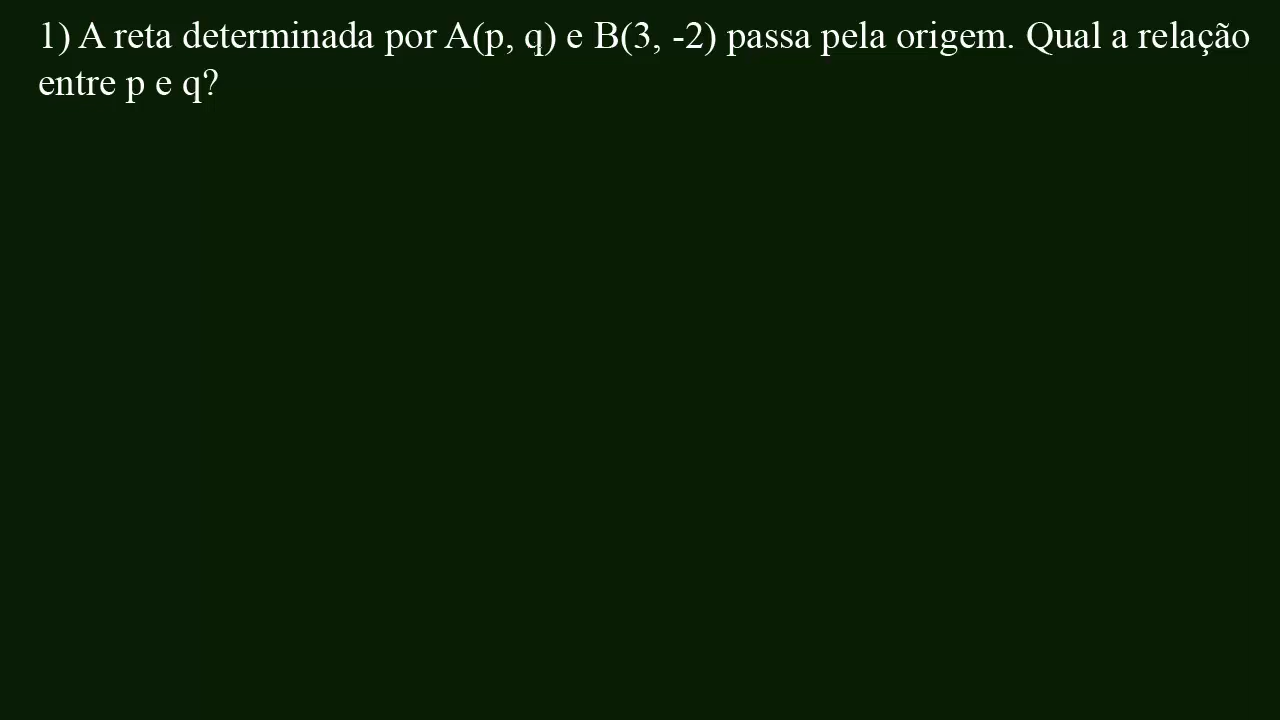 1) A reta determinada por A(p, q) e B(3, -2) passa pela origem. Qual a relação
entre p e q?